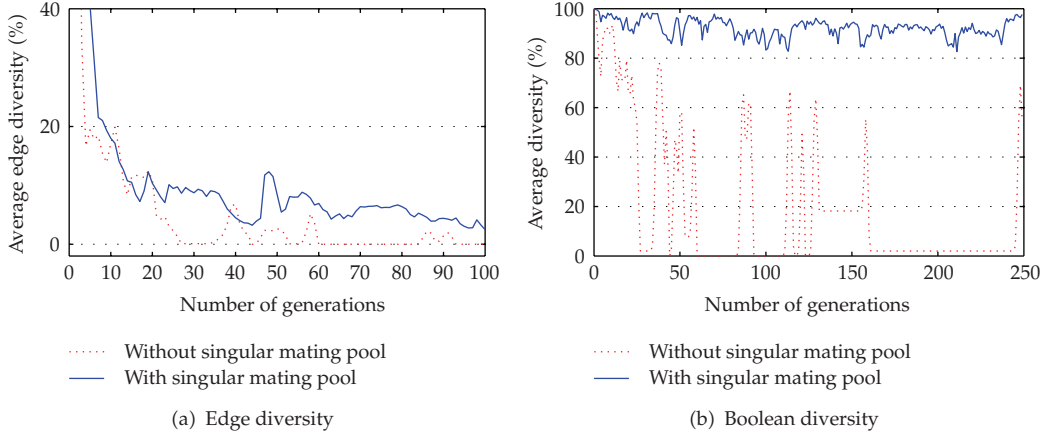 40
20
0
Average edge diversity (%)
0 10 20 30 40 50 60 70 80 90 100
Number of generations
Without singular mating pool
With singular mating pool
(a) Edge diversity
100
80
60
40
20
0
Average diversity (%)
0 50 100 150 200 250
Number of generations
Without singular mating pool
With singular mating pool
(b) Boolean diversity